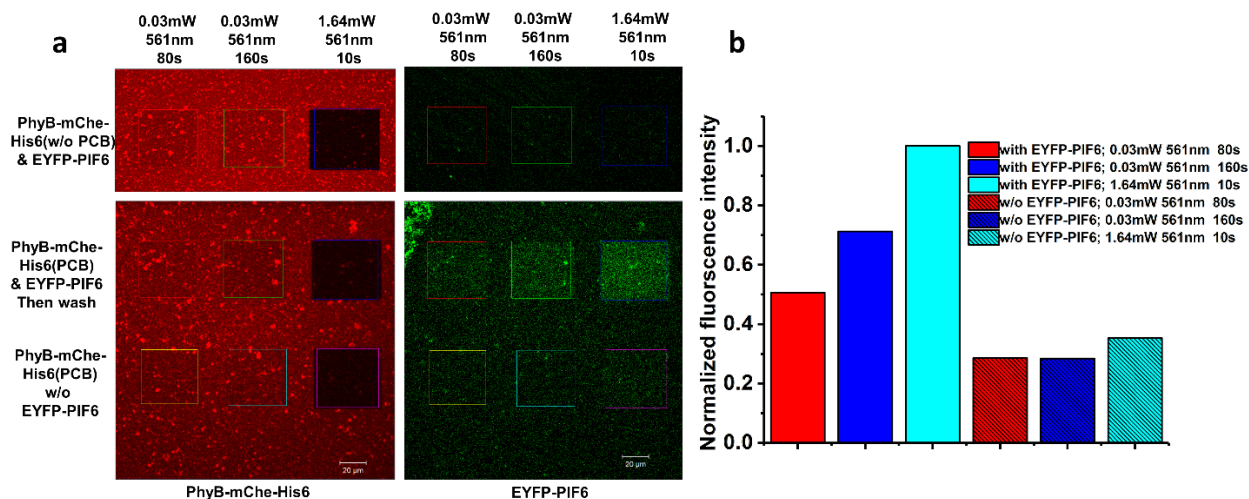 a
0.03mW
561nm
80s
0.03mW
561nm
160s
1.64mW
561nm
10s
0.03mW
561nm
80s
0.03mW
561nm
160s
1.64mW
561nm
10s
PhyB-mChe-
His6(w/o PCB)
& EYFP-PIF6
PhyB-mChe-
His6(PCB)
& EYFP-PIF6
Then wash
PhyB-mChe-
His6(PCB)
w/o
EYFP-PIF6
20 µm
20 µm
PhyB-mChe-His6
EYFP-PIF6
b
Normalized fluorescence intensity
1.0
0.8
0.6
0.4
0.2
0.0
with EYFP-PIF6; 0.03mW 561nm 80s
with EYFP-PIF6; 0.03mW 561nm 160s
with EYFP-PIF6; 1.64mW 561nm 10s
w/o EYFP-PIF6; 0.03mW 561nm 80s
w/o EYFP-PIF6; 0.03mW 561nm 160s
w/o EYFP-PIF6; 1.64mW 561nm 10s